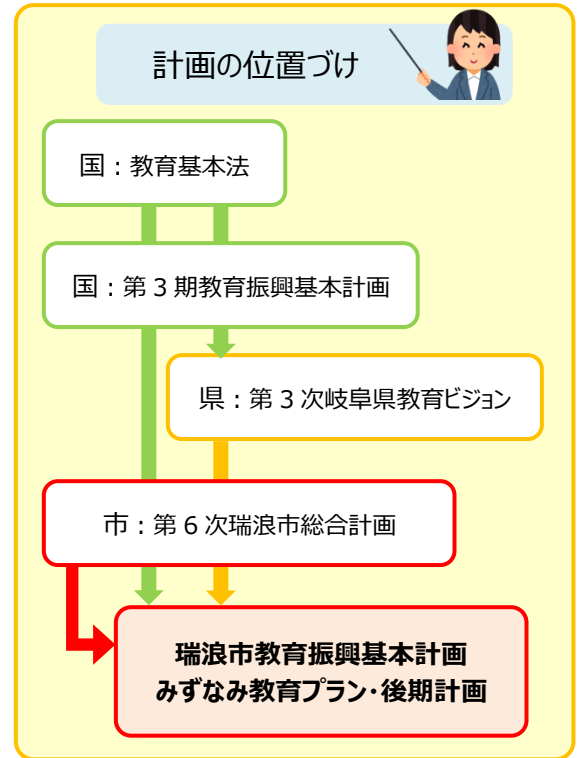 計画の位置づけ
国：教育基本法
国：第３期教育振興基本計画
県：第３次岐阜県教育ビジョン
市：第６次瑞浪市総合計画
瑞浪市教育振興基本計画
みずなみ教育プラン・後期計画